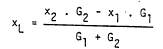 x_L = (x_2 . G_2 - x_1 . G_1) / (G_1 + G_2)